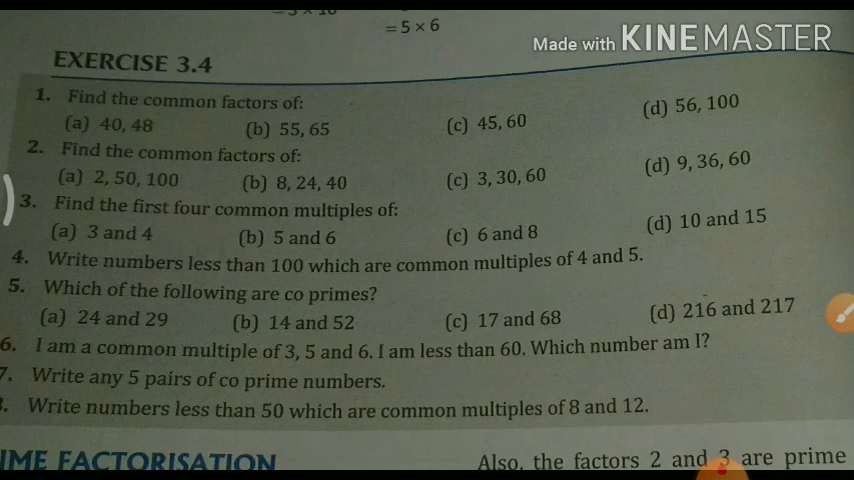 = 5 × 6
Made with KINEMASTER
EXERCISE 3.4
1. Find the common factors of:
(a) 40, 48 (b) 55, 65 (c) 45, 60 (d) 56, 100
2. Find the common factors of:
(a) 2, 50, 100 (b) 8, 24, 40 (c) 3, 30, 60 (d) 9, 36, 60
3. Find the first four common multiples of:
(a) 3 and 4 (b) 5 and 6 (c) 6 and 8 (d) 10 and 15
4. Write numbers less than 100 which are common multiples of 4 and 5.
5. Which of the following are co primes?
(a) 24 and 29 (b) 14 and 52 (c) 17 and 68 (d) 216 and 217
6. I am a common multiple of 3, 5 and 6. I am less than 60. Which number am I?
7. Write any 5 pairs of co prime numbers.
Write numbers less than 50 which are common multiples of 8 and 12.
IME FACTORISATION
Also, the factors 2 and 3 are prime